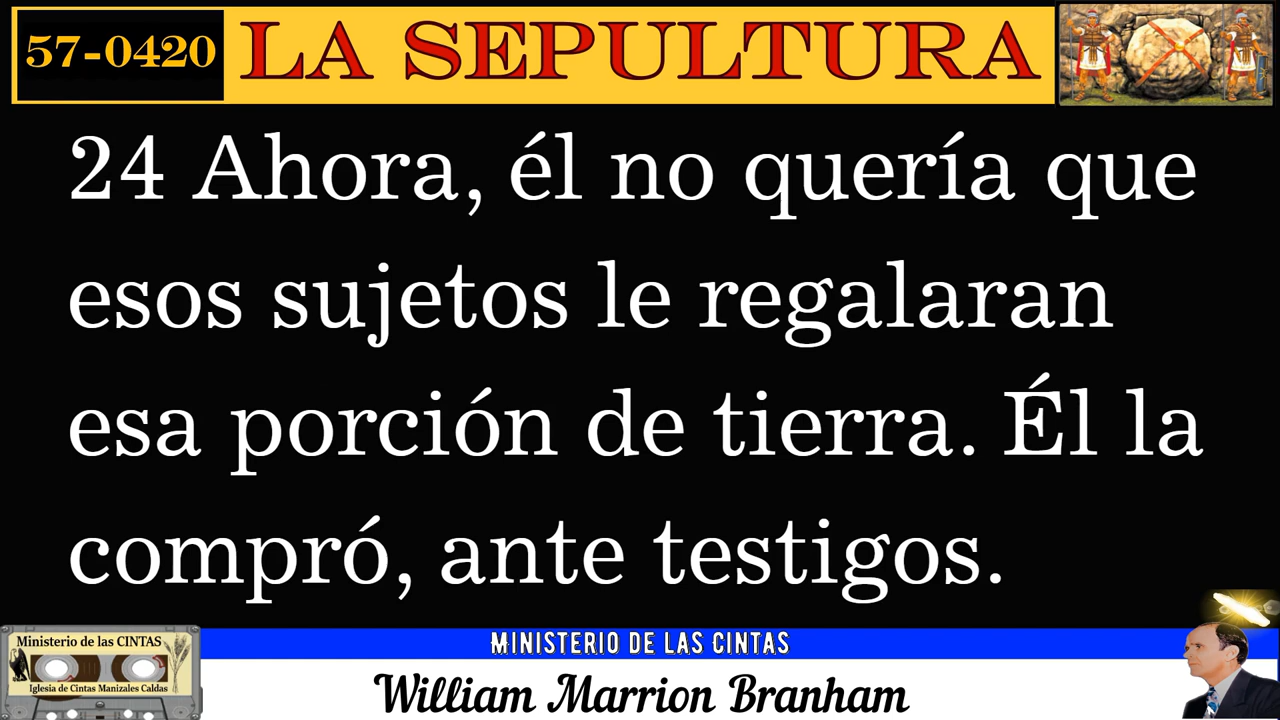 57-0420 LA SEPULTURA
24 Ahora, él no quería que
esos sujetos le regalaran
esa porción de tierra. Él la
compró, ante testigos.
MINISTERIO DE LAS CINTAS
Ministerio de las CINTAS
Iglesia de Cintas Manizales Caldas
William Marrion Branham